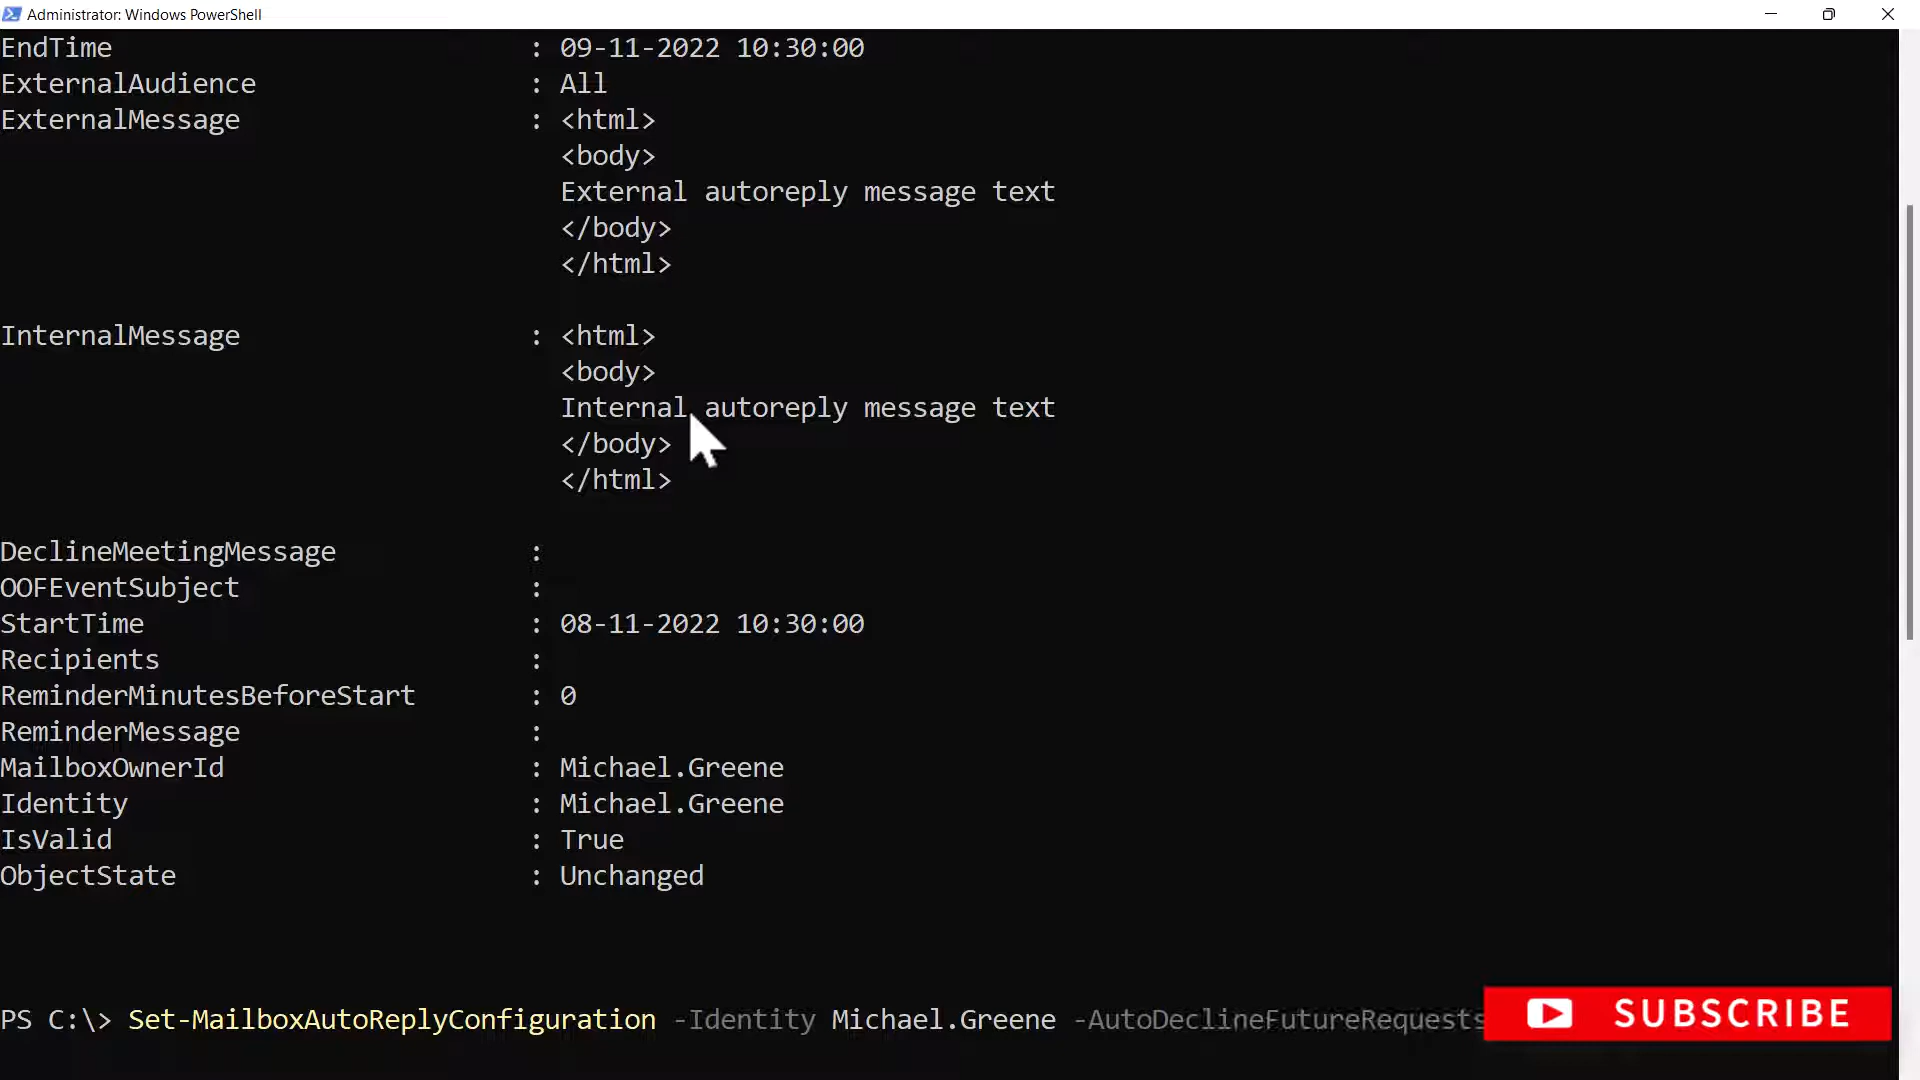 Administrator: Windows PowerShell
EndTime : 09-11-2022 10:30:00
ExternalAudience : All
ExternalMessage : <html>
<body>
External autoreply message text
</body>
</html>
InternalMessage : <html>
<body>
Internal autoreply message text
</body>
</html>
DeclineMeetingMessage :
OOFEventSubject :
StartTime : 08-11-2022 10:30:00
Recipients :
ReminderMinutesBeforeStart : 0
ReminderMessage :
MailboxOwnerId : Michael.Greene
Identity : Michael.Greene
IsValid : True
ObjectState : Unchanged
PS C:\> Set-MailboxAutoReplyConfiguration -Identity Michael.Greene -AutoDeclineFutureRequests
SUBSCRIBE